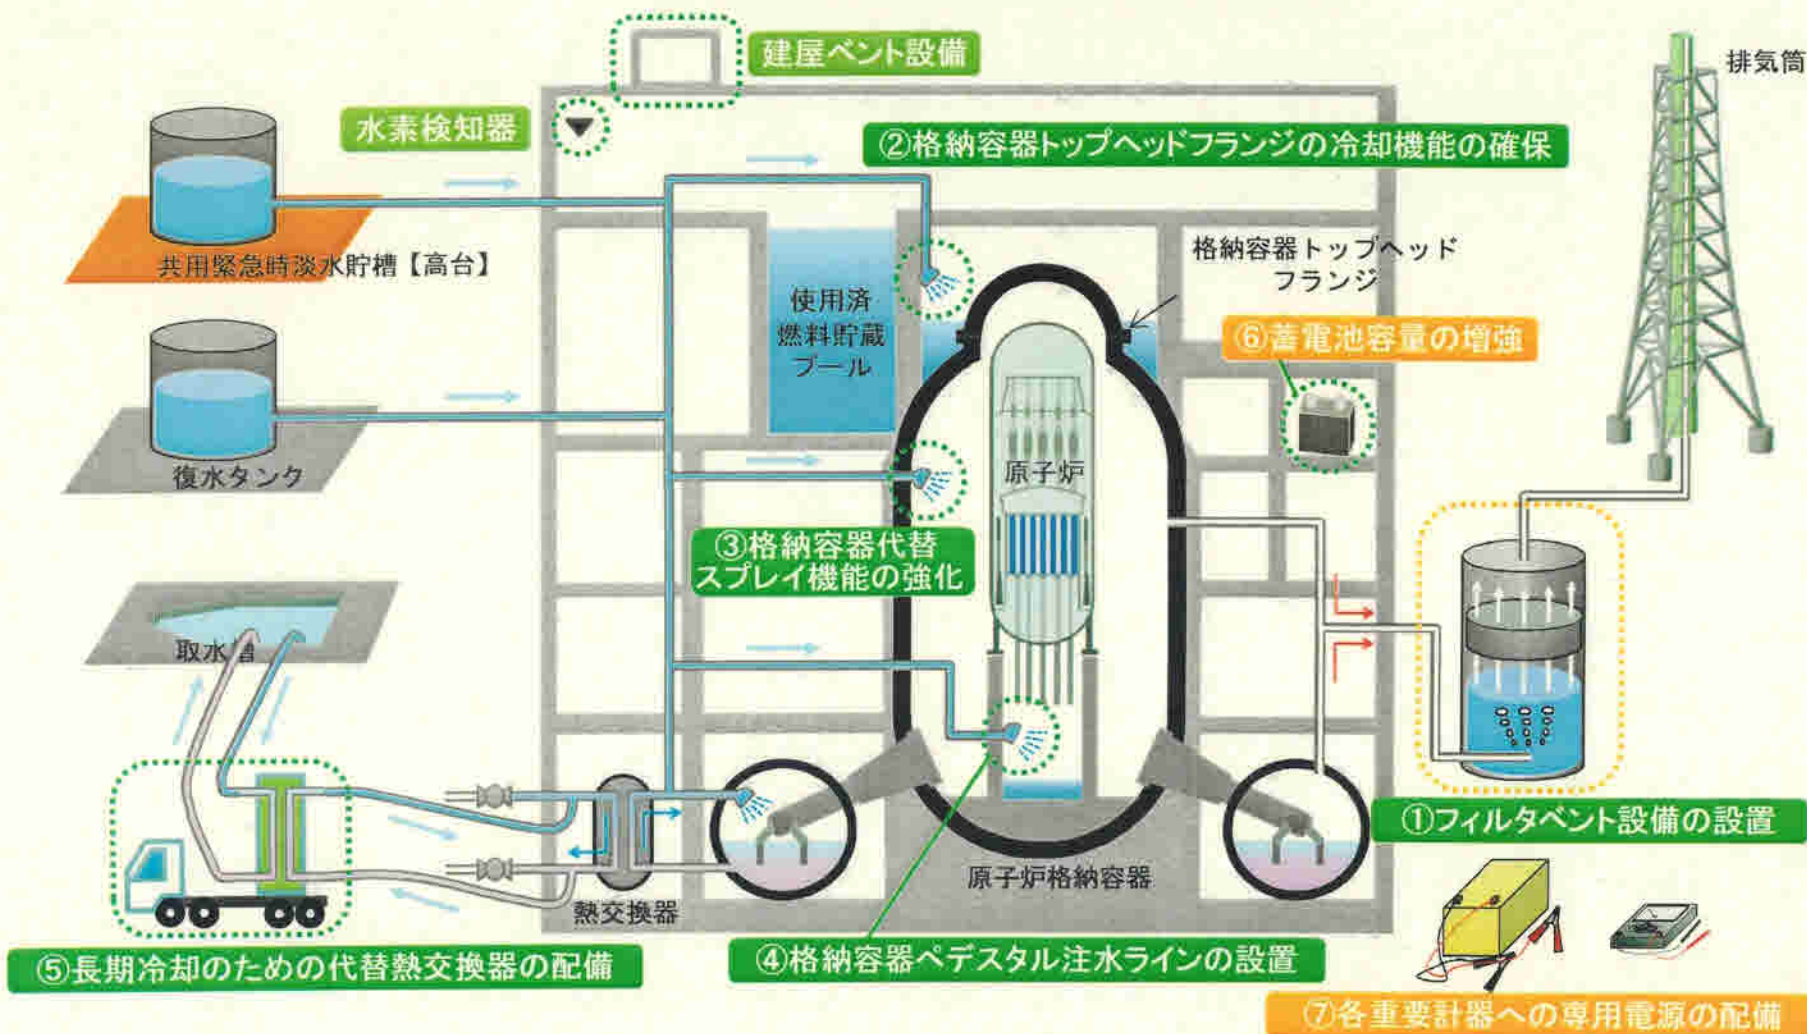 建屋ベント設備
排気筒
水素検知器
②格納容器トップヘッドフランジの冷却機能の確保
共用緊急時淡水貯槽【高台】
格納容器トップヘッド
フランジ
使用済
燃料貯蔵
プール
⑥蓄電池容量の増強
復水タンク
原子炉
③格納容器代替
スプレイ機能の強化
取水槽
①フィルタベント設備の設置
原子炉格納容器
熱交換器
④格納容器ペデスタル注水ラインの設置
⑤長期冷却のための代替熱交換器の配備
⑦各重要計器への専用電源の配備